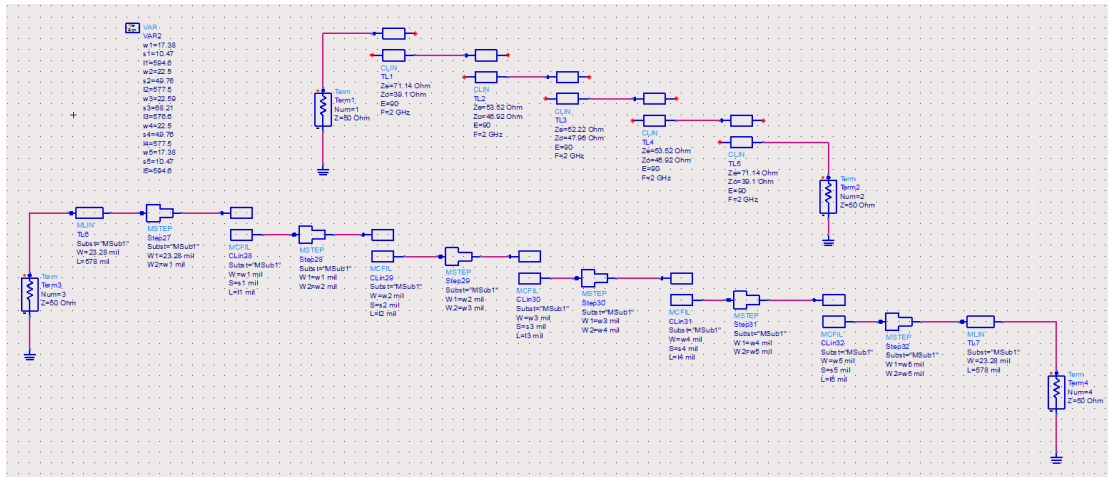 VAR
VAR2
w1=17.38
s1=10.47
l1=594.6
w2=22.5
s2=49.76
l2=577.5
w3=22.59
s3=68.21
l3=576.6
w4=22.5
s4=49.76
l4=577.5
w5=17.38
s5=10.47
l5=594.6
Term
Term1
Num=1
Z=50 Ohm
CLIN
TL1
Ze=71.14 Ohm
Zo=39.1 Ohm
E=90
F=2 GHz
CLIN
TL2
Ze=53.52 Ohm
Zo=46.92 Ohm
E=90
F=2 GHz
CLIN
TL3
Ze=52.22 Ohm
Zo=47.96 Ohm
E=90
F=2 GHz
CLIN
TL4
Ze=53.52 Ohm
Zo=46.92 Ohm
E=90
F=2 GHz
CLIN
TL5
Ze=71.14 Ohm
Zo=39.1 Ohm
E=90
F=2 GHz
Term
Term2
Num=2
Z=50 Ohm
Term
Term3
Num=3
Z=50 Ohm
MLIN
TL6
Subst="MSub1"
W=23.28 mil
L=578 mil
MSTEP
Step27
Subst="MSub1"
W1=23.28 mil
W2=w1 mil
MCFIL
CLin28
Subst="MSub1"
W=w1 mil
S=s1 mil
L=l1 mil
MSTEP
Step28
Subst="MSub1"
W1=w1 mil
W2=w2 mil
MCFIL
CLin29
Subst="MSub1"
W=w2 mil
S=s2 mil
L=l2 mil
MSTEP
Step29
Subst="MSub1"
W1=w2 mil
W2=w3 mil
MCFIL
CLin30
Subst="MSub1"
W=w3 mil
S=s3 mil
L=l3 mil
MSTEP
Step30
Subst="MSub1"
W1=w3 mil
W2=w4 mil
MCFIL
CLin31
Subst="MSub1"
W=w4 mil
S=s4 mil
L=l4 mil
MSTEP
Step31
Subst="MSub1"
W1=w4 mil
W2=w5 mil
MCFIL
CLin32
Subst="MSub1"
W=w5 mil
S=s5 mil
L=l5 mil
MSTEP
Step32
Subst="MSub1"
W1=w5 mil
W2=w5 mil
MLIN
TL7
Subst="MSub1"
W=23.28 mil
L=578 mil
Term
Term4
Num=4
Z=50 Ohm